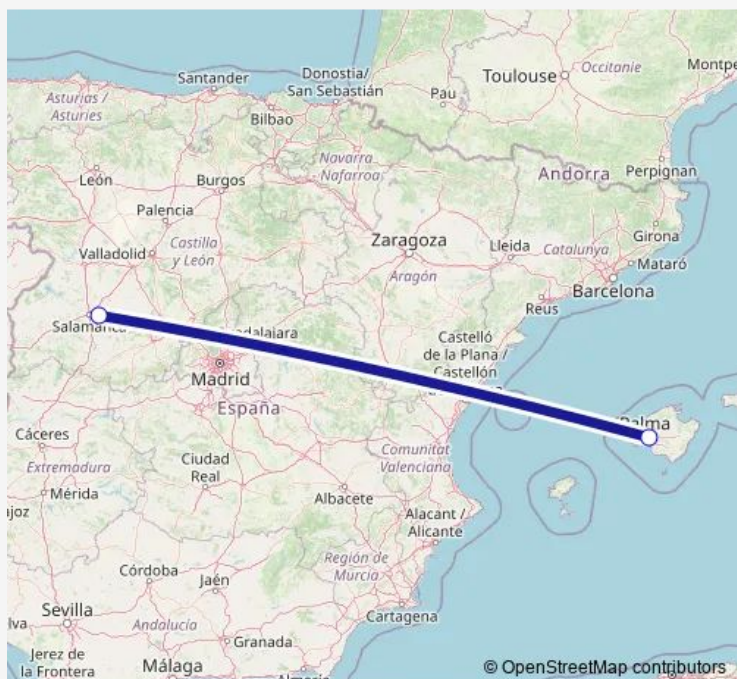 Santander
Donostia/
San Sebastián
Toulouse
Occitanie
Asturias /
Asturies
Bilbao
Pau
Navarra
Nafarroa
Andorra
Perpignan
León
Burgos
Palencia
Castilla
y León
Valladolid
Zaragoza
Aragón
Lleida
Catalunya
Girona
Mataró
Barcelona
Reus
Salamanca
Madrid
España
Castelló
de la Plana /
Castellón
Palma
Cáceres
Extremadura
Mérida
Ciudad
Real
Comunitat
Valenciana
Albacete
Alacant /
Alicante
Región de
Murcia
Córdoba
Jaén
Sevilla
Andalucía
Granada
Cartagena
Jerez de
la Frontera
Málaga
© OpenStreetMap contributors